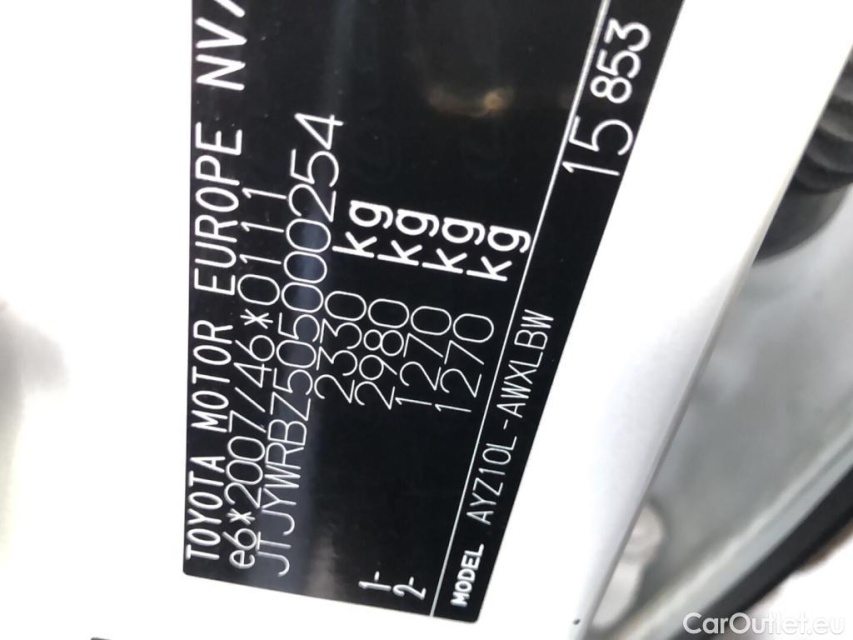 TOYOTA MOTOR EUROPE NV/
e6*2007/46*0111
JTJYWRBZ505000254
2330 kg
2980 kg
1- 1270 kg
2- 1270 kg
MODEL AYZ10L-AWXLBW
15 853
CarOutlet.eu